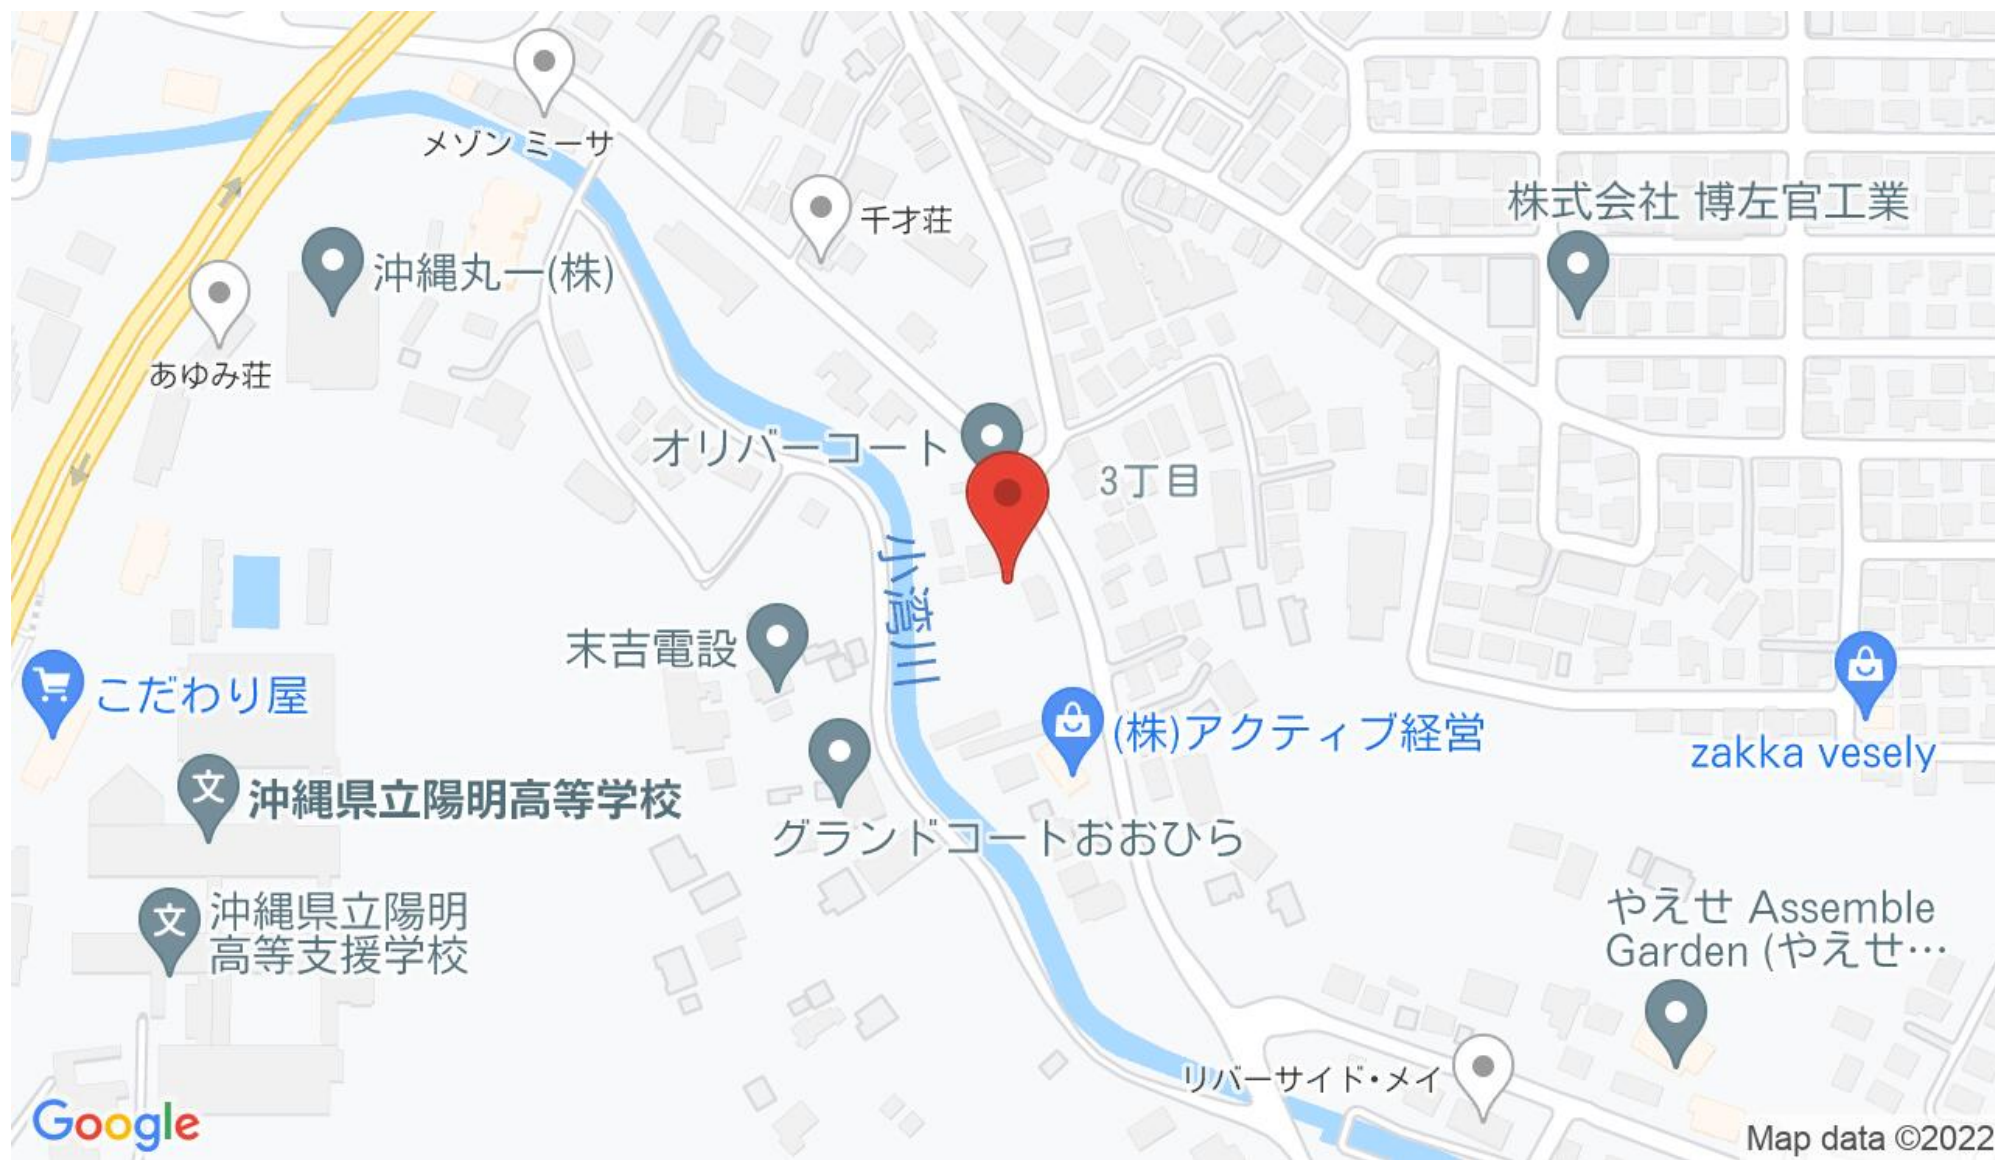 メゾン ミーサ
千才荘
株式会社 博左官工業
沖縄丸一(株)
あゆみ荘
オリバーコート
3丁目
小湾川
末吉電設
こだわり屋
(株)アクティブ経営
zakka vesely
文
沖縄県立陽明高等学校
グランドコートおおひら
文
沖縄県立陽明
高等支援学校
やえせ Assemble
Garden (やえせ…
リバーサイド・メイ
Google
Map data ©2022